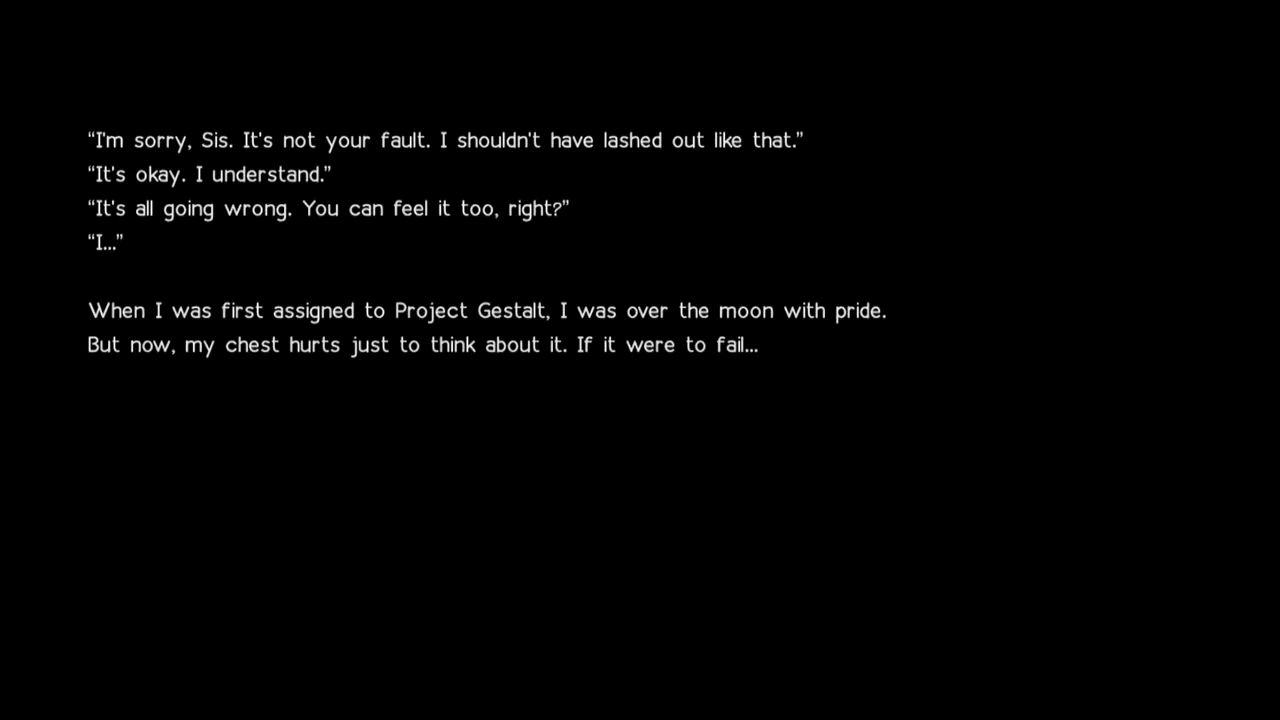 “I'm sorry, Sis. It's not your fault. I shouldn't have lashed out like that.”
“It's okay. I understand.”
“It's all going wrong. You can feel it too, right?”
“I...”
When I was first assigned to Project Gestalt, I was over the moon with pride.
But now, my chest hurts just to think about it. If it were to fail...